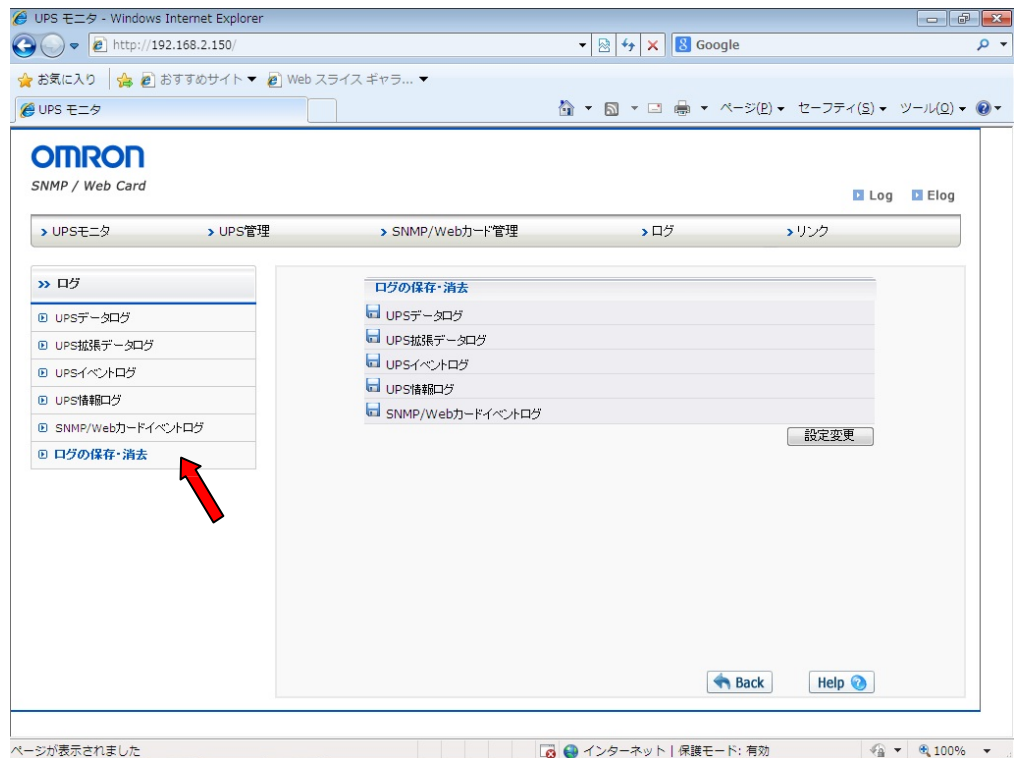 UPS モニタ - Windows Internet Explorer
http://192.168.2.150/
Google
お気に入り おすすめサイト ▼ Web スライス ギャラ... ▼
UPS モニタ
ページ(P) セーフティ(S) ツール(O)
OMRON
SNMP / Web Card
Log Elog
UPSモニタ UPS管理 SNMP/Webカード管理 ログ リンク
ログ
UPSデータログ
UPS拡張データログ
UPSイベントログ
UPS情報ログ
SNMP/Webカードイベントログ
ログの保存・消去
ログの保存・消去
UPSデータログ
UPS拡張データログ
UPSイベントログ
UPS情報ログ
SNMP/Webカードイベントログ
設定変更
Back Help
ページが表示されました インターネット | 保護モード: 有効 100%